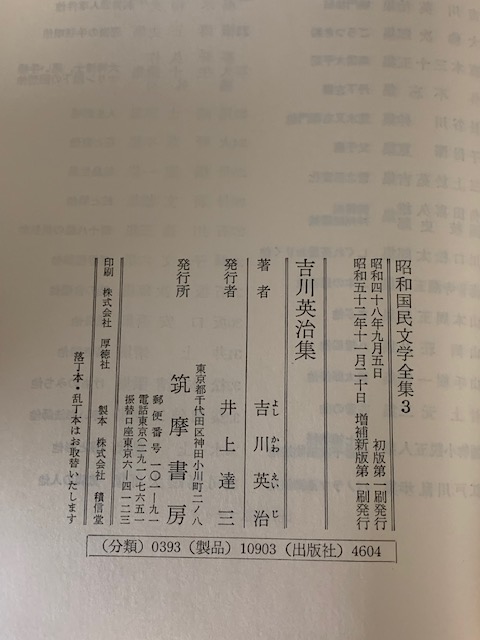 昭和国民文学全集3
昭和四十八年九月五日　初版第一刷発行
昭和五十二年十一月二十日　増補新版第一刷発行
吉川英治集
著者　吉川英治
よし かわ えい じ
発行者　井上達三
発行所　筑摩書房
東京都千代田区神田小川町二ノ八
郵便番号一〇一‐九一
電話東京(二九一)七六五一
振替口座東京六‐四一二三
印刷　株式会社　厚徳社　製本　株式会社　積信堂
落丁本・乱丁本はお取替いたします
(分類) 0393 (製品) 10903 (出版社) 4604